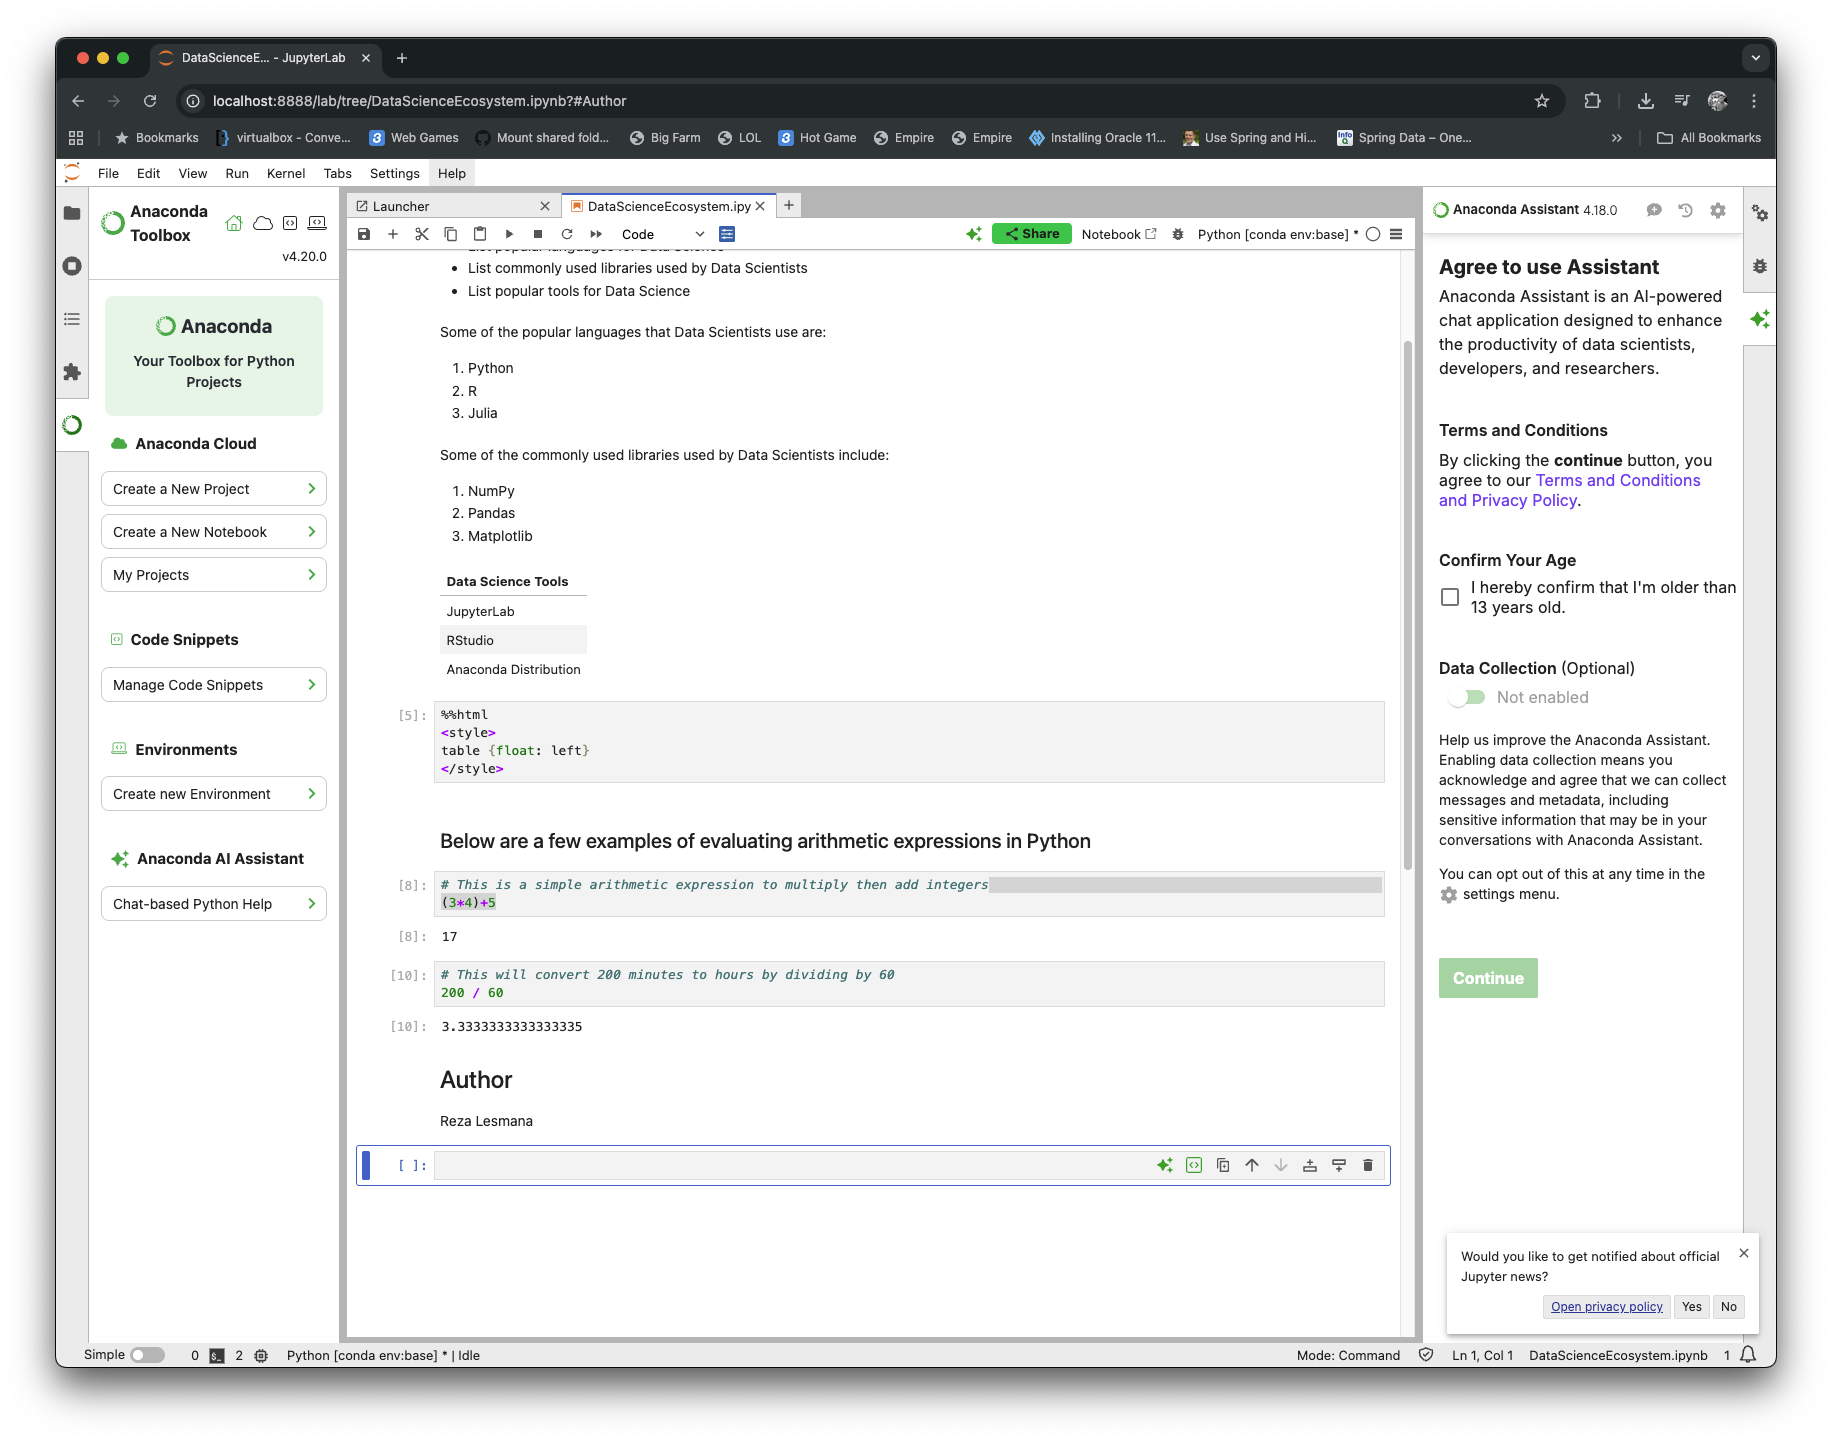 DataScienceE... - JupyterLab
localhost:8888/lab/tree/DataScienceEcosystem.ipynb?#Author
Bookmarks
virtualbox - Conve...
Web Games
Mount shared fold...
Big Farm
LOL
Hot Game
Empire
Empire
Installing Oracle 11...
Use Spring and Hi...
Spring Data – One...
All Bookmarks
File Edit View Run Kernel Tabs Settings Help
Anaconda
Toolbox
v4.20.0
Anaconda
Your Toolbox for Python
Projects
Anaconda Cloud
Create a New Project
Create a New Notebook
My Projects
Code Snippets
Manage Code Snippets
Environments
Create new Environment
Anaconda AI Assistant
Chat-based Python Help
Launcher
DataScienceEcosystem.ipy
Code
Share
Notebook
Python [conda env:base] *
List popular languages for Data Science
List commonly used libraries used by Data Scientists
List popular tools for Data Science
Some of the popular languages that Data Scientists use are:
1. Python
2. R
3. Julia
Some of the commonly used libraries used by Data Scientists include:
1. NumPy
2. Pandas
3. Matplotlib
Data Science Tools
JupyterLab
RStudio
Anaconda Distribution
[5]: %%html
<style>
table {float: left}
</style>
Below are a few examples of evaluating arithmetic expressions in Python
[8]: # This is a simple arithmetic expression to multiply then add integers
(3*4)+5
[8]: 17
[10]: # This will convert 200 minutes to hours by dividing by 60
200 / 60
[10]: 3.3333333333333335
Author
Reza Lesmana
[ ]:
Anaconda Assistant 4.18.0
Agree to use Assistant
Anaconda Assistant is an AI-powered
chat application designed to enhance
the productivity of data scientists,
developers, and researchers.
Terms and Conditions
By clicking the continue button, you
agree to our Terms and Conditions
and Privacy Policy.
Confirm Your Age
I hereby confirm that I'm older than
13 years old.
Data Collection (Optional)
Not enabled
Help us improve the Anaconda Assistant.
Enabling data collection means you
acknowledge and agree that we can collect
messages and metadata, including
sensitive information that may be in your
conversations with Anaconda Assistant.
You can opt out of this at any time in the
settings menu.
Continue
Would you like to get notified about official
Jupyter news?
Open privacy policy
Yes
No
Simple
0
2
Python [conda env:base] * | Idle
Mode: Command
Ln 1, Col 1
DataScienceEcosystem.ipynb
1